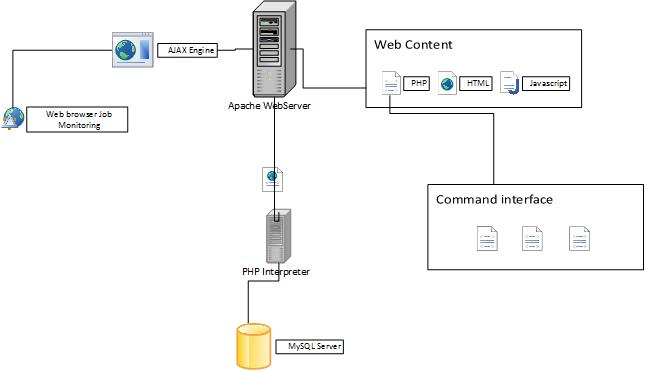 Web Content
AJAX Engine
PHP
HTML
Javascript
Apache WebServer
Web browser Job
Monitoring
Command interface
PHP Interpreter
MySQL Server